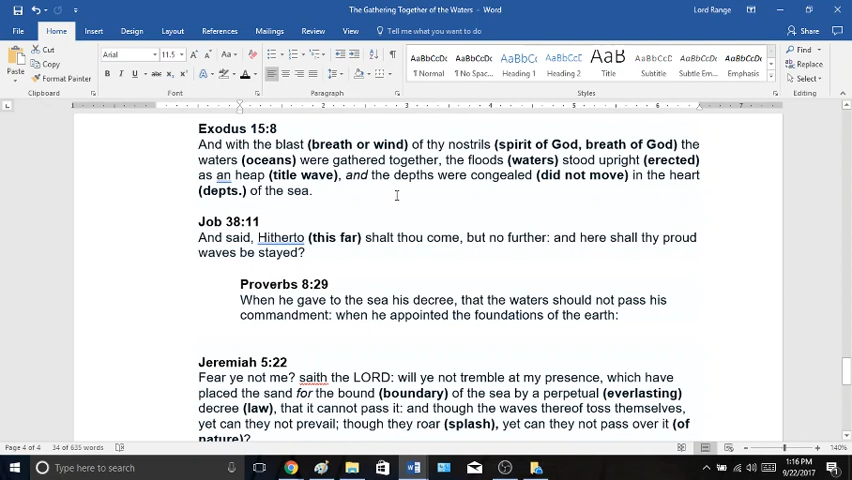 The Gathering Together of the Waters - Word
Lord Range
File Home Insert Design Layout References Mailings Review View Tell me what you want to do Share
Paste
Cut
Copy
Format Painter
Clipboard
Arial 11.5
Font
Paragraph
AaBbCcDc AaBbCcDc AaBbCc AaBbCcC AaB AaBbCcC AaBbCcDc AaBbCcDc
¶ Normal ¶ No Spac... Heading 1 Heading 2 Title Subtitle Subtle Em... Emphasis
Styles
Find
Replace
Select
Editing
1 2 3 4 5 6 7
Exodus 15:8
And with the blast (breath or wind) of thy nostrils (spirit of God, breath of God) the
waters (oceans) were gathered together, the floods (waters) stood upright (erected)
as an heap (title wave), and the depths were congealed (did not move) in the heart
(depts.) of the sea.
Job 38:11
And said, Hitherto (this far) shalt thou come, but no further: and here shall thy proud
waves be stayed?
Proverbs 8:29
When he gave to the sea his decree, that the waters should not pass his
commandment: when he appointed the foundations of the earth:
Jeremiah 5:22
Fear ye not me? saith the LORD: will ye not tremble at my presence, which have
placed the sand for the bound (boundary) of the sea by a perpetual (everlasting)
decree (law), that it cannot pass it: and though the waves thereof toss themselves,
yet can they not prevail; though they roar (splash), yet can they not pass over it (of
nature)?
Page 4 of 4 34 of 635 words 140%
Type here to search
1:16 PM
9/22/2017